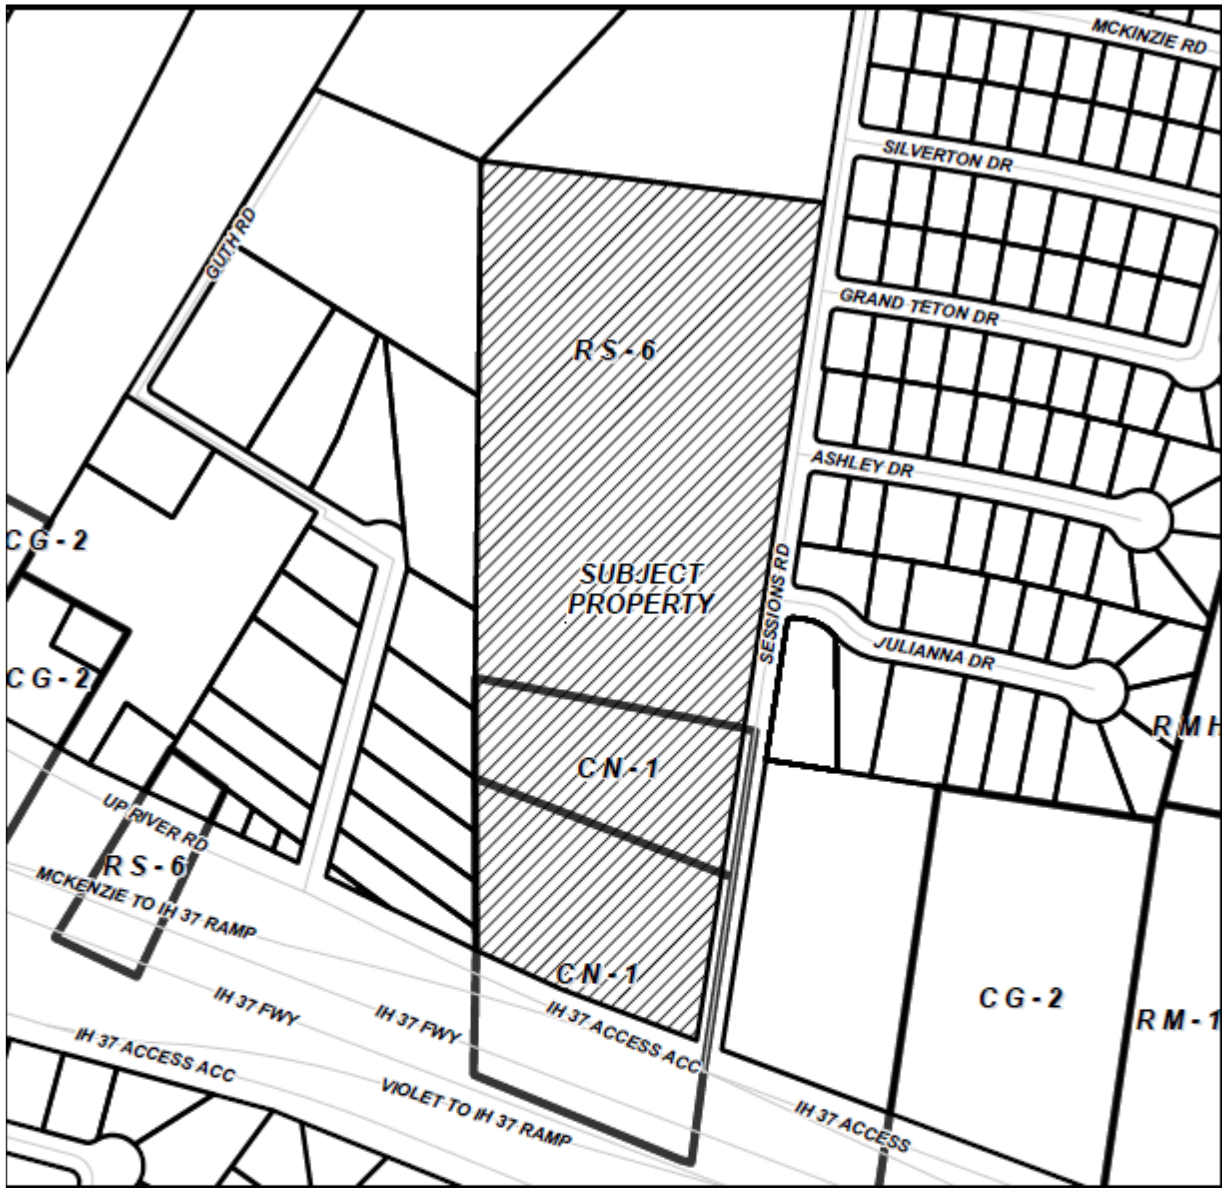 MCKINZIE RD
SILVERTON DR
GUTH RD
GRAND TETON DR
RS-6
ASHLEY DR
CG-2
SUBJECT
PROPERTY
SESSIONS RD
JULIANNA DR
CG-2
RMH
CN-1
UP RIVER RD
RS-6
MCKENZIE TO IH 37 RAMP
CN-1
IH 37 FWY
IH 37 FWY
IH 37 ACCESS ACC
CG-2
RM-1
IH 37 ACCESS ACC
VIOLET TO IH 37 RAMP
IH 37 ACCESS